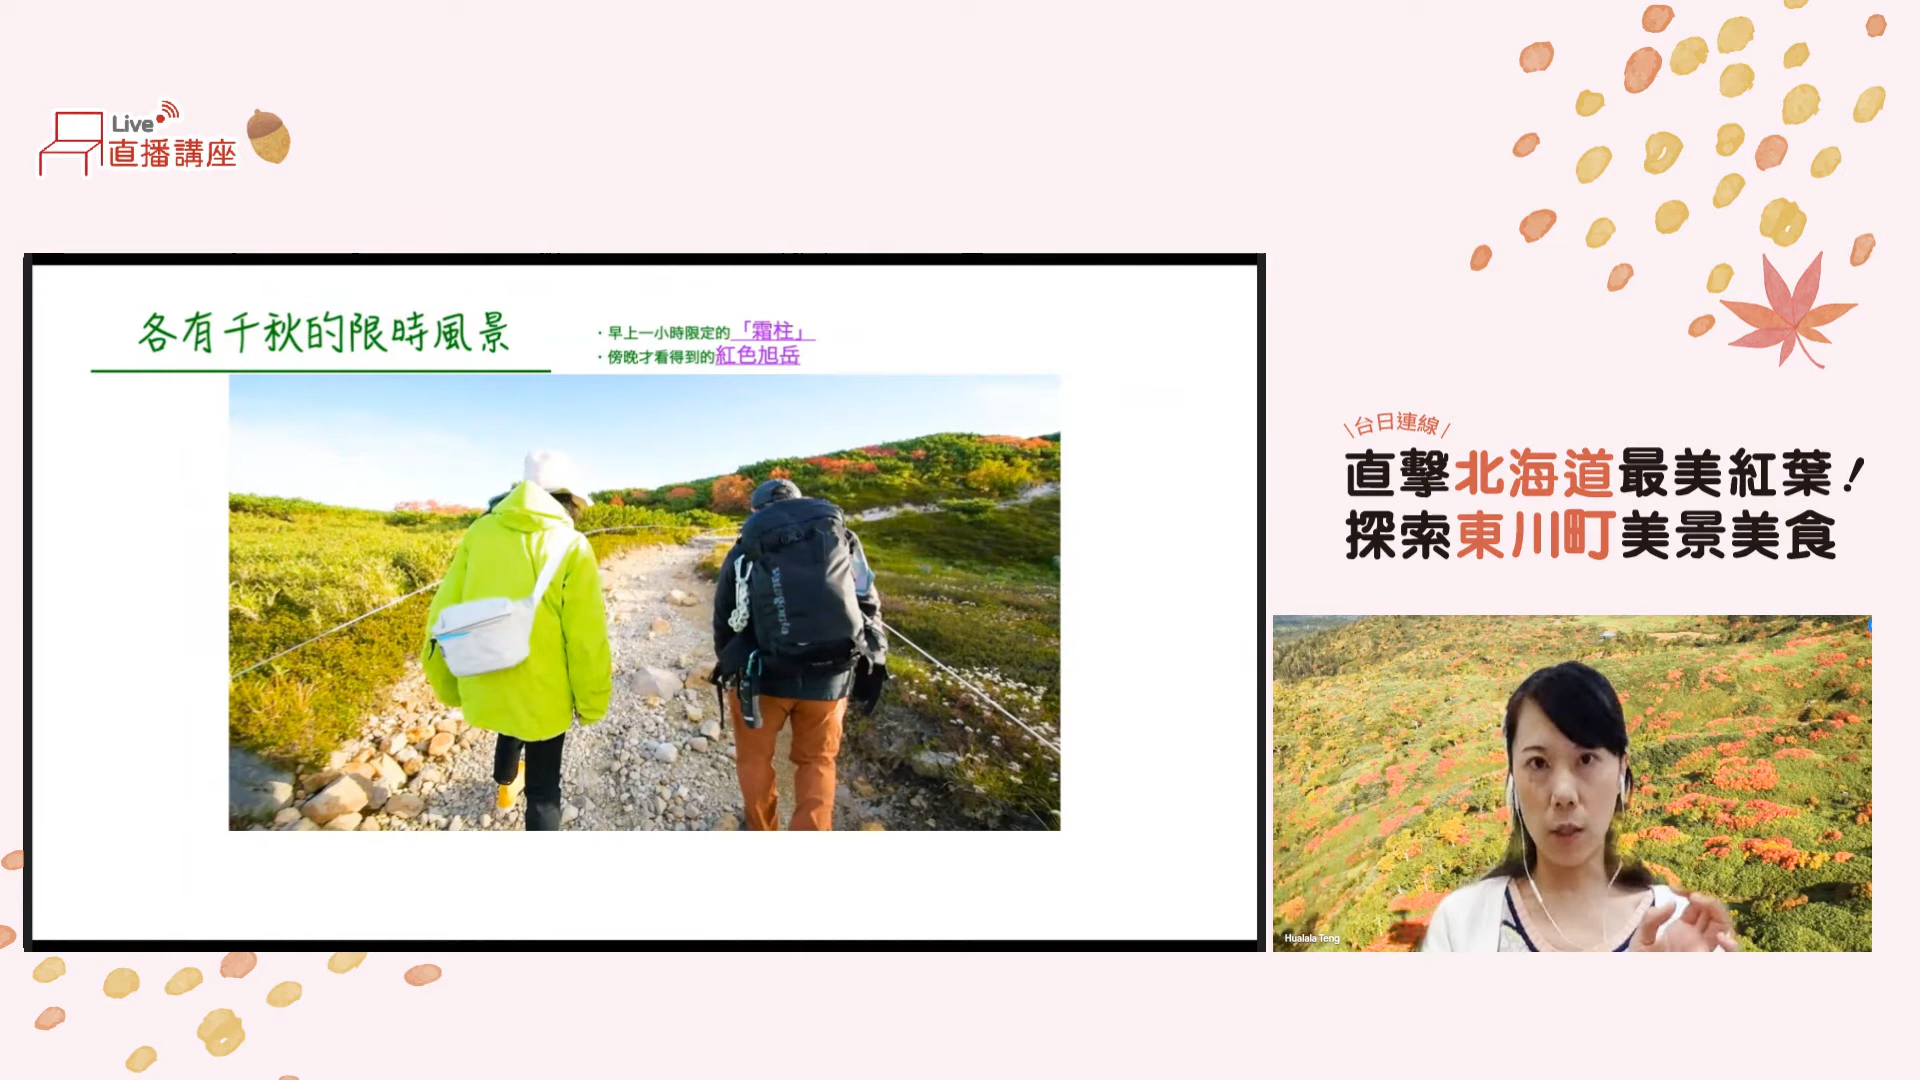 Live
直播講座
各有千秋的限時風景
·早上一小時限定的「霜柱」
·傍晚才看得到的紅色旭岳
patagonia
\台日連線/
直擊北海道最美紅葉！
探索東川町美景美食
Hualala Teng